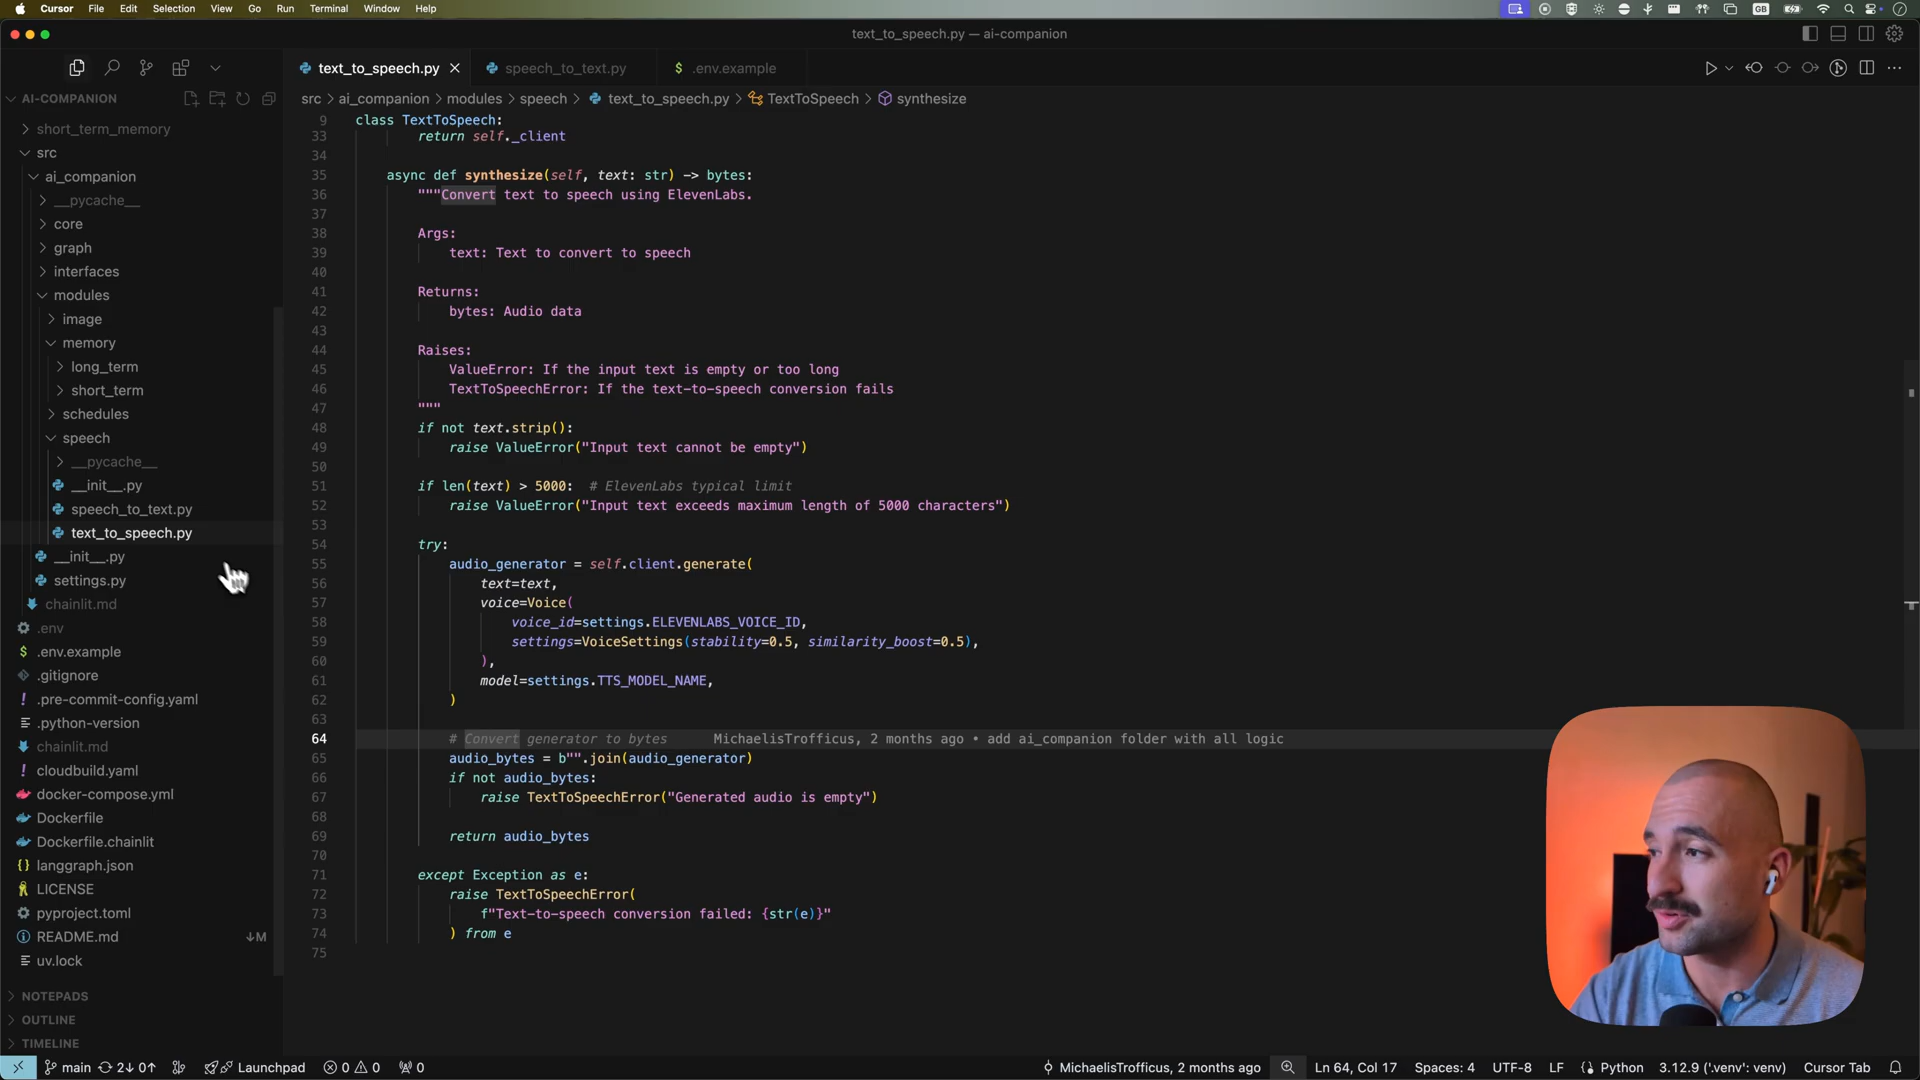 Cursor File Edit Selection View Go Run Terminal Window Help
GB
text_to_speech.py — ai-companion
text_to_speech.py speech_to_text.py .env.example
AI-COMPANION
src ai_companion modules speech text_to_speech.py TextToSpeech synthesize
short_term_memory
src
ai_companion
__pycache__
core
graph
interfaces
modules
image
memory
long_term
short_term
schedules
speech
__pycache__
__init__.py
speech_to_text.py
text_to_speech.py
__init__.py
settings.py
chainlit.md
.env
.env.example
.gitignore
.pre-commit-config.yaml
.python-version
chainlit.md
cloudbuild.yaml
docker-compose.yml
Dockerfile
Dockerfile.chainlit
langgraph.json
LICENSE
pyproject.toml
README.md ↓M
uv.lock
NOTEPADS
OUTLINE
TIMELINE
9 class TextToSpeech:
33 return self._client
34
35 async def synthesize(self, text: str) -> bytes:
36 """Convert text to speech using ElevenLabs.
37
38 Args:
39 text: Text to convert to speech
40
41 Returns:
42 bytes: Audio data
43
44 Raises:
45 ValueError: If the input text is empty or too long
46 TextToSpeechError: If the text-to-speech conversion fails
47 """
48 if not text.strip():
49 raise ValueError("Input text cannot be empty")
50
51 if len(text) > 5000: # ElevenLabs typical limit
52 raise ValueError("Input text exceeds maximum length of 5000 characters")
53
54 try:
55 audio_generator = self.client.generate(
56 text=text,
57 voice=Voice(
58 voice_id=settings.ELEVENLABS_VOICE_ID,
59 settings=VoiceSettings(stability=0.5, similarity_boost=0.5),
60 ),
61 model=settings.TTS_MODEL_NAME,
62 )
63
64 # Convert generator to bytes MichaelisTrofficus, 2 months ago • add ai_companion folder with all logic
65 audio_bytes = b"".join(audio_generator)
66 if not audio_bytes:
67 raise TextToSpeechError("Generated audio is empty")
68
69 return audio_bytes
70
71 except Exception as e:
72 raise TextToSpeechError(
73 f"Text-to-speech conversion failed: {str(e)}"
74 ) from e
75
main 2↓ 0↑ Launchpad 0 0 0 MichaelisTrofficus, 2 months ago Ln 64, Col 17 Spaces: 4 UTF-8 LF Python 3.12.9 ('.venv': venv) Cursor Tab